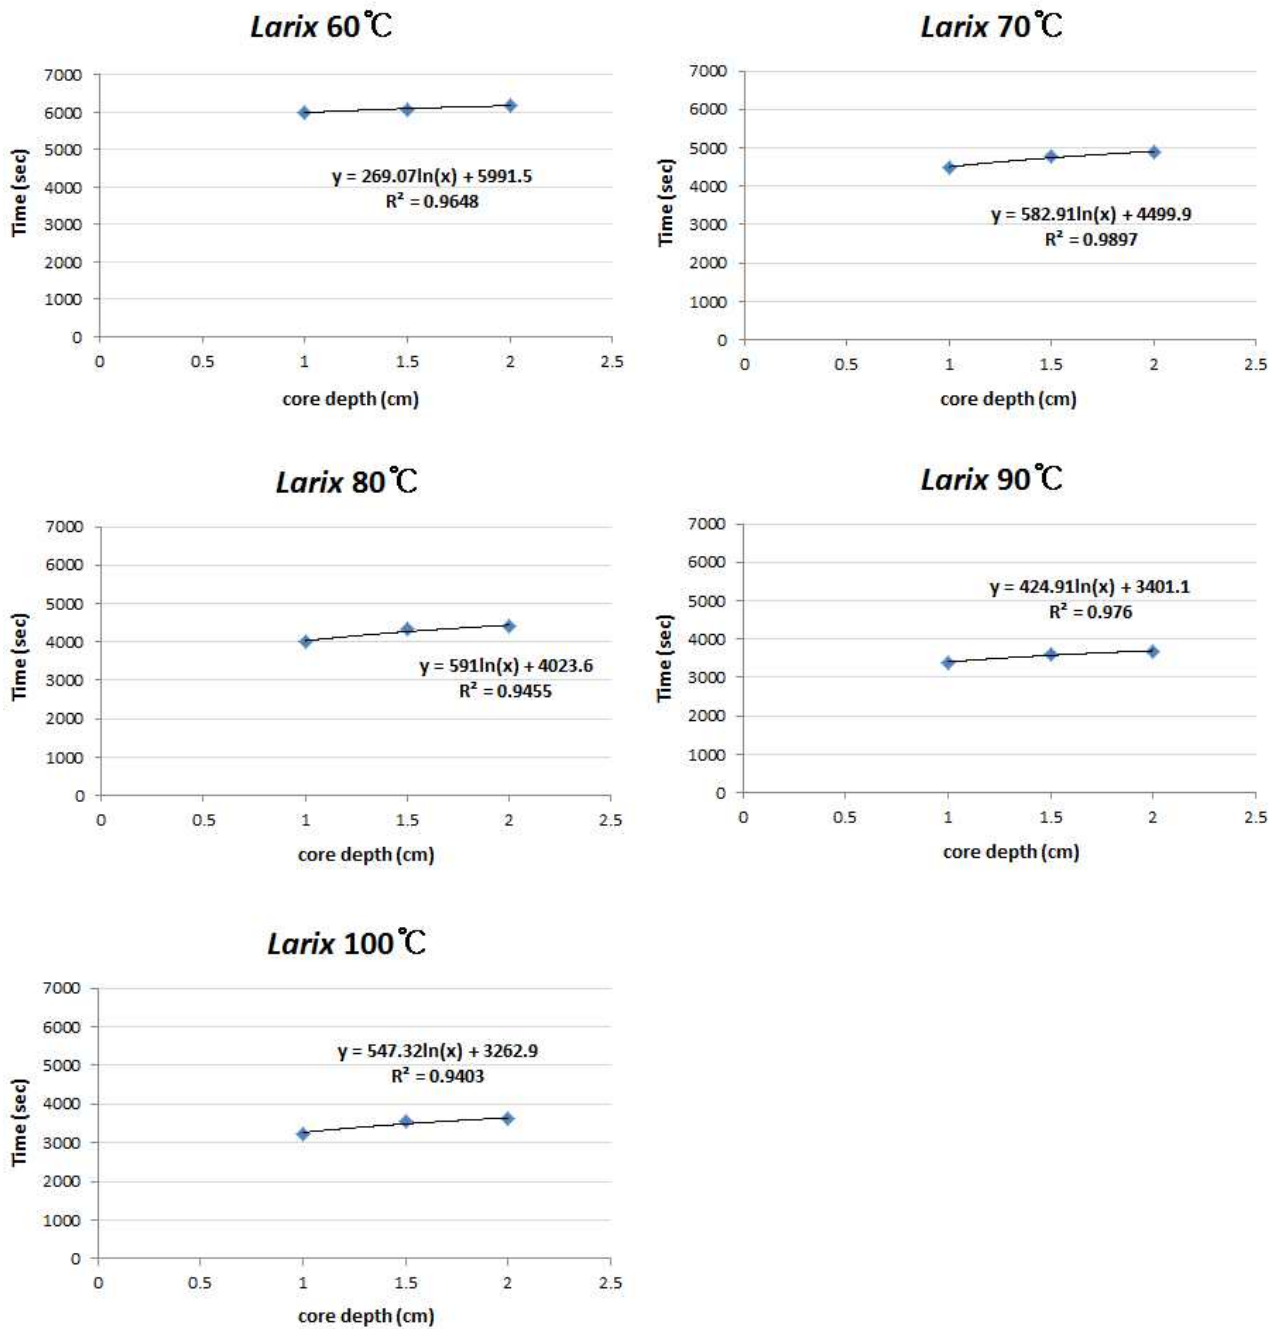 Larix 60℃
7000
6000
5000
4000
3000
2000
1000
0
Time (sec)
y = 269.07ln(x) + 5991.5
R² = 0.9648
0 0.5 1 1.5 2 2.5
core depth (cm)
Larix 70℃
7000
6000
5000
4000
3000
2000
1000
0
Time (sec)
y = 582.91ln(x) + 4499.9
R² = 0.9897
0 0.5 1 1.5 2 2.5
core depth (cm)
Larix 80℃
7000
6000
5000
4000
3000
2000
1000
0
Time (sec)
y = 591ln(x) + 4023.6
R² = 0.9455
0 0.5 1 1.5 2 2.5
core depth (cm)
Larix 90℃
7000
6000
5000
4000
3000
2000
1000
0
Time (sec)
y = 424.91ln(x) + 3401.1
R² = 0.976
0 0.5 1 1.5 2 2.5
core depth (cm)
Larix 100℃
7000
6000
5000
4000
3000
2000
1000
0
Time (sec)
y = 547.32ln(x) + 3262.9
R² = 0.9403
0 0.5 1 1.5 2 2.5
core depth (cm)